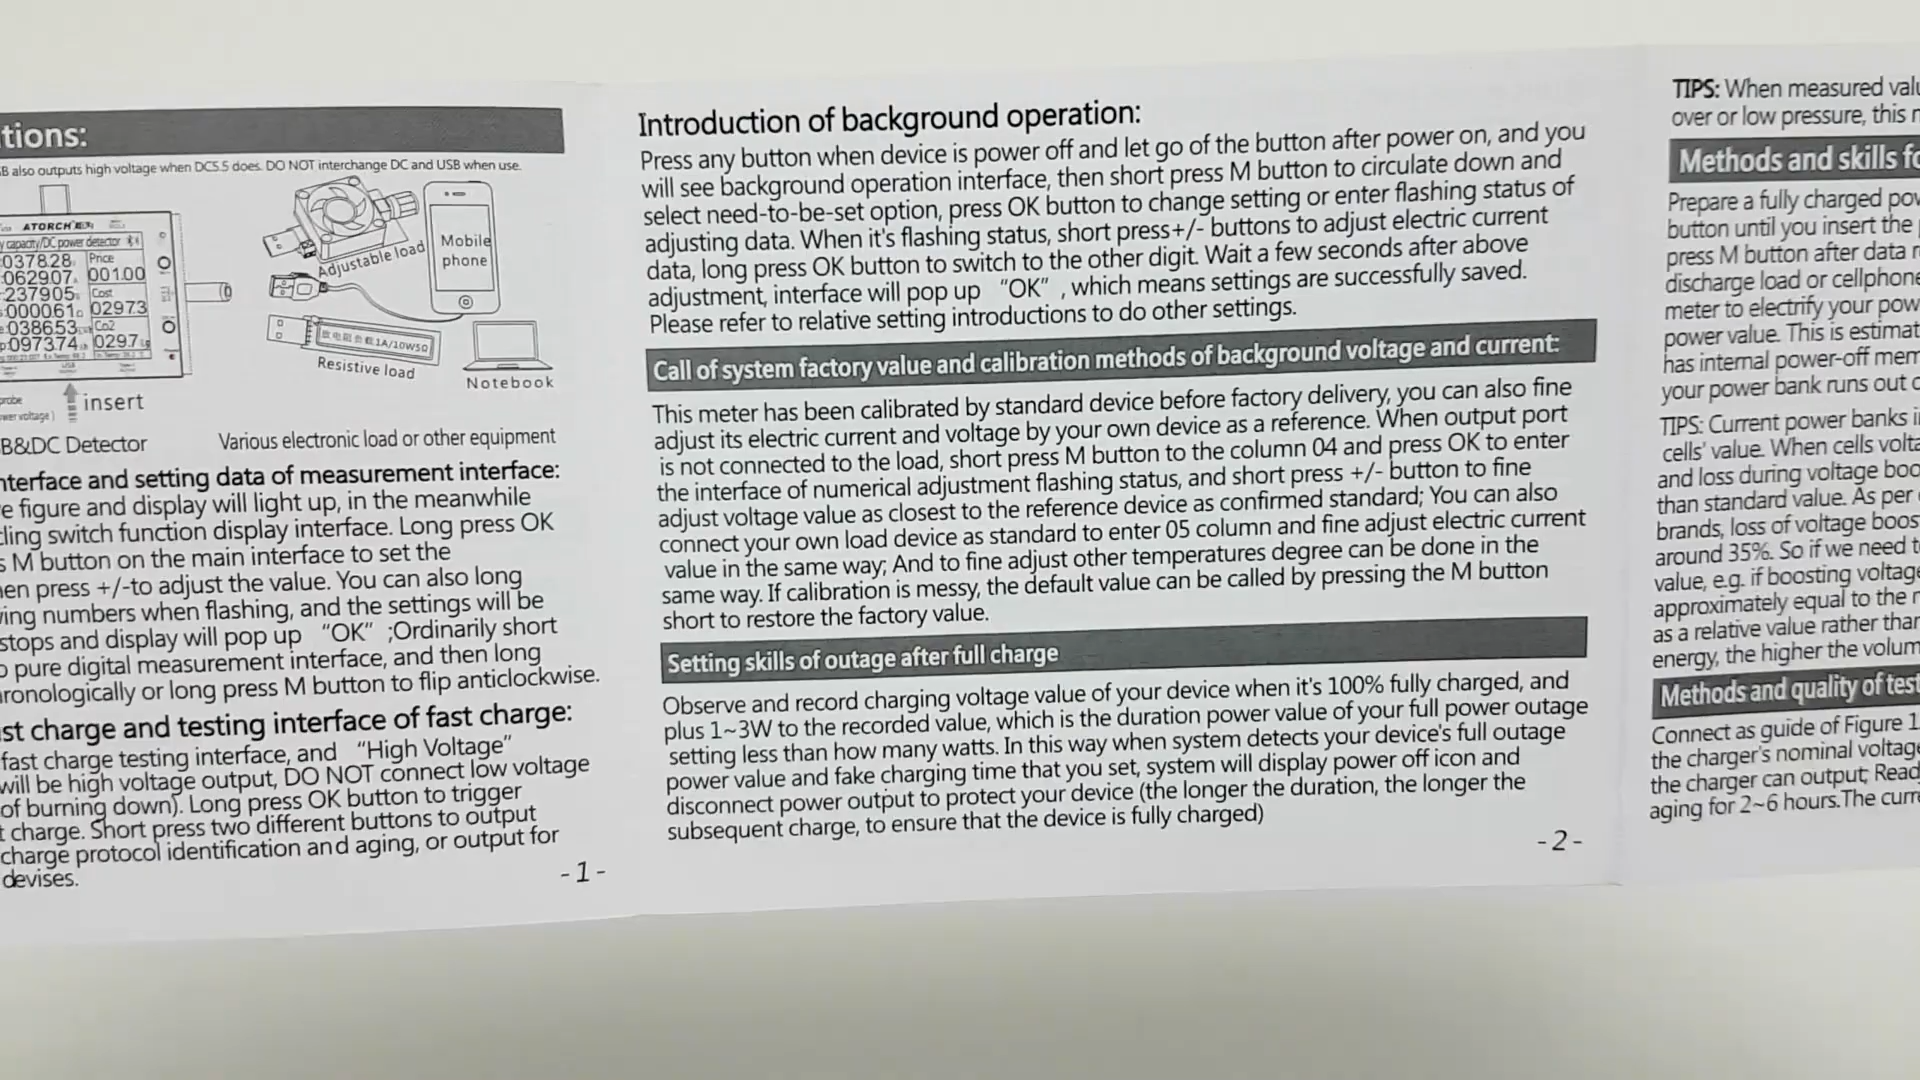 tions:
SB also outputs high voltage when DC5.5 does. DO NOT interchange DC and USB when use.
ATORCH
capacity/DC power detector
0378.28
Price
0629.07
001.00
23790.5
Cost
0000.61
0297.3
0386.53
Co2
0973.74
029.7
Adjustable load
Mobile
phone
1A/10W5Ω
Resistive load
Notebook
probe
insert
B&DC Detector
Various electronic load or other equipment
nterface and setting data of measurement interface:
e figure and display will light up, in the meanwhile
ling switch function display interface. Long press OK
s M button on the main interface to set the
en press +/-to adjust the value. You can also long
ing numbers when flashing, and the settings will be
stops and display will pop up “OK” ;Ordinarily short
o pure digital measurement interface, and then long
ronologically or long press M button to flip anticlockwise.
st charge and testing interface of fast charge:
fast charge testing interface, and “High Voltage”
will be high voltage output, DO NOT connect low voltage
of burning down). Long press OK button to trigger
t charge. Short press two different buttons to output
charge protocol identification and aging, or output for
devises.
-1-
Introduction of background operation:
Press any button when device is power off and let go of the button after power on, and you
will see background operation interface, then short press M button to circulate down and
select need-to-be-set option, press OK button to change setting or enter flashing status of
adjusting data. When it's flashing status, short press+/- buttons to adjust electric current
data, long press OK button to switch to the other digit. Wait a few seconds after above
adjustment, interface will pop up “OK” , which means settings are successfully saved.
Please refer to relative setting introductions to do other settings.
Call of system factory value and calibration methods of background voltage and current:
This meter has been calibrated by standard device before factory delivery, you can also fine
adjust its electric current and voltage by your own device as a reference. When output port
is not connected to the load, short press M button to the column 04 and press OK to enter
the interface of numerical adjustment flashing status, and short press +/- button to fine
adjust voltage value as closest to the reference device as confirmed standard; You can also
connect your own load device as standard to enter 05 column and fine adjust electric current
value in the same way; And to fine adjust other temperatures degree can be done in the
same way. If calibration is messy, the default value can be called by pressing the M button
short to restore the factory value.
Setting skills of outage after full charge
Observe and record charging voltage value of your device when it's 100% fully charged, and
plus 1~3W to the recorded value, which is the duration power value of your full power outage
setting less than how many watts. In this way when system detects your device's full outage
power value and fake charging time that you set, system will display power off icon and
disconnect power output to protect your device (the longer the duration, the longer the
subsequent charge, to ensure that the device is fully charged)
-2-
TIPS: When measured valu
over or low pressure, this m
Methods and skills fo
Prepare a fully charged pow
button until you insert the
press M button after data r
discharge load or cellphone
meter to electrify your pow
power value. This is estimat
has internal power-off mem
your power bank runs out o
TIPS: Current power banks i
cells' value. When cells volta
and loss during voltage boo
than standard value. As per
brands, loss of voltage boos
around 35%. So if we need t
value, e.g. if boosting voltage
approximately equal to the r
as a relative value rather than
energy, the higher the volum
Methods and quality of test
Connect as guide of Figure 1
the charger's nominal voltage
the charger can output; Read
aging for 2~6 hours.The curre